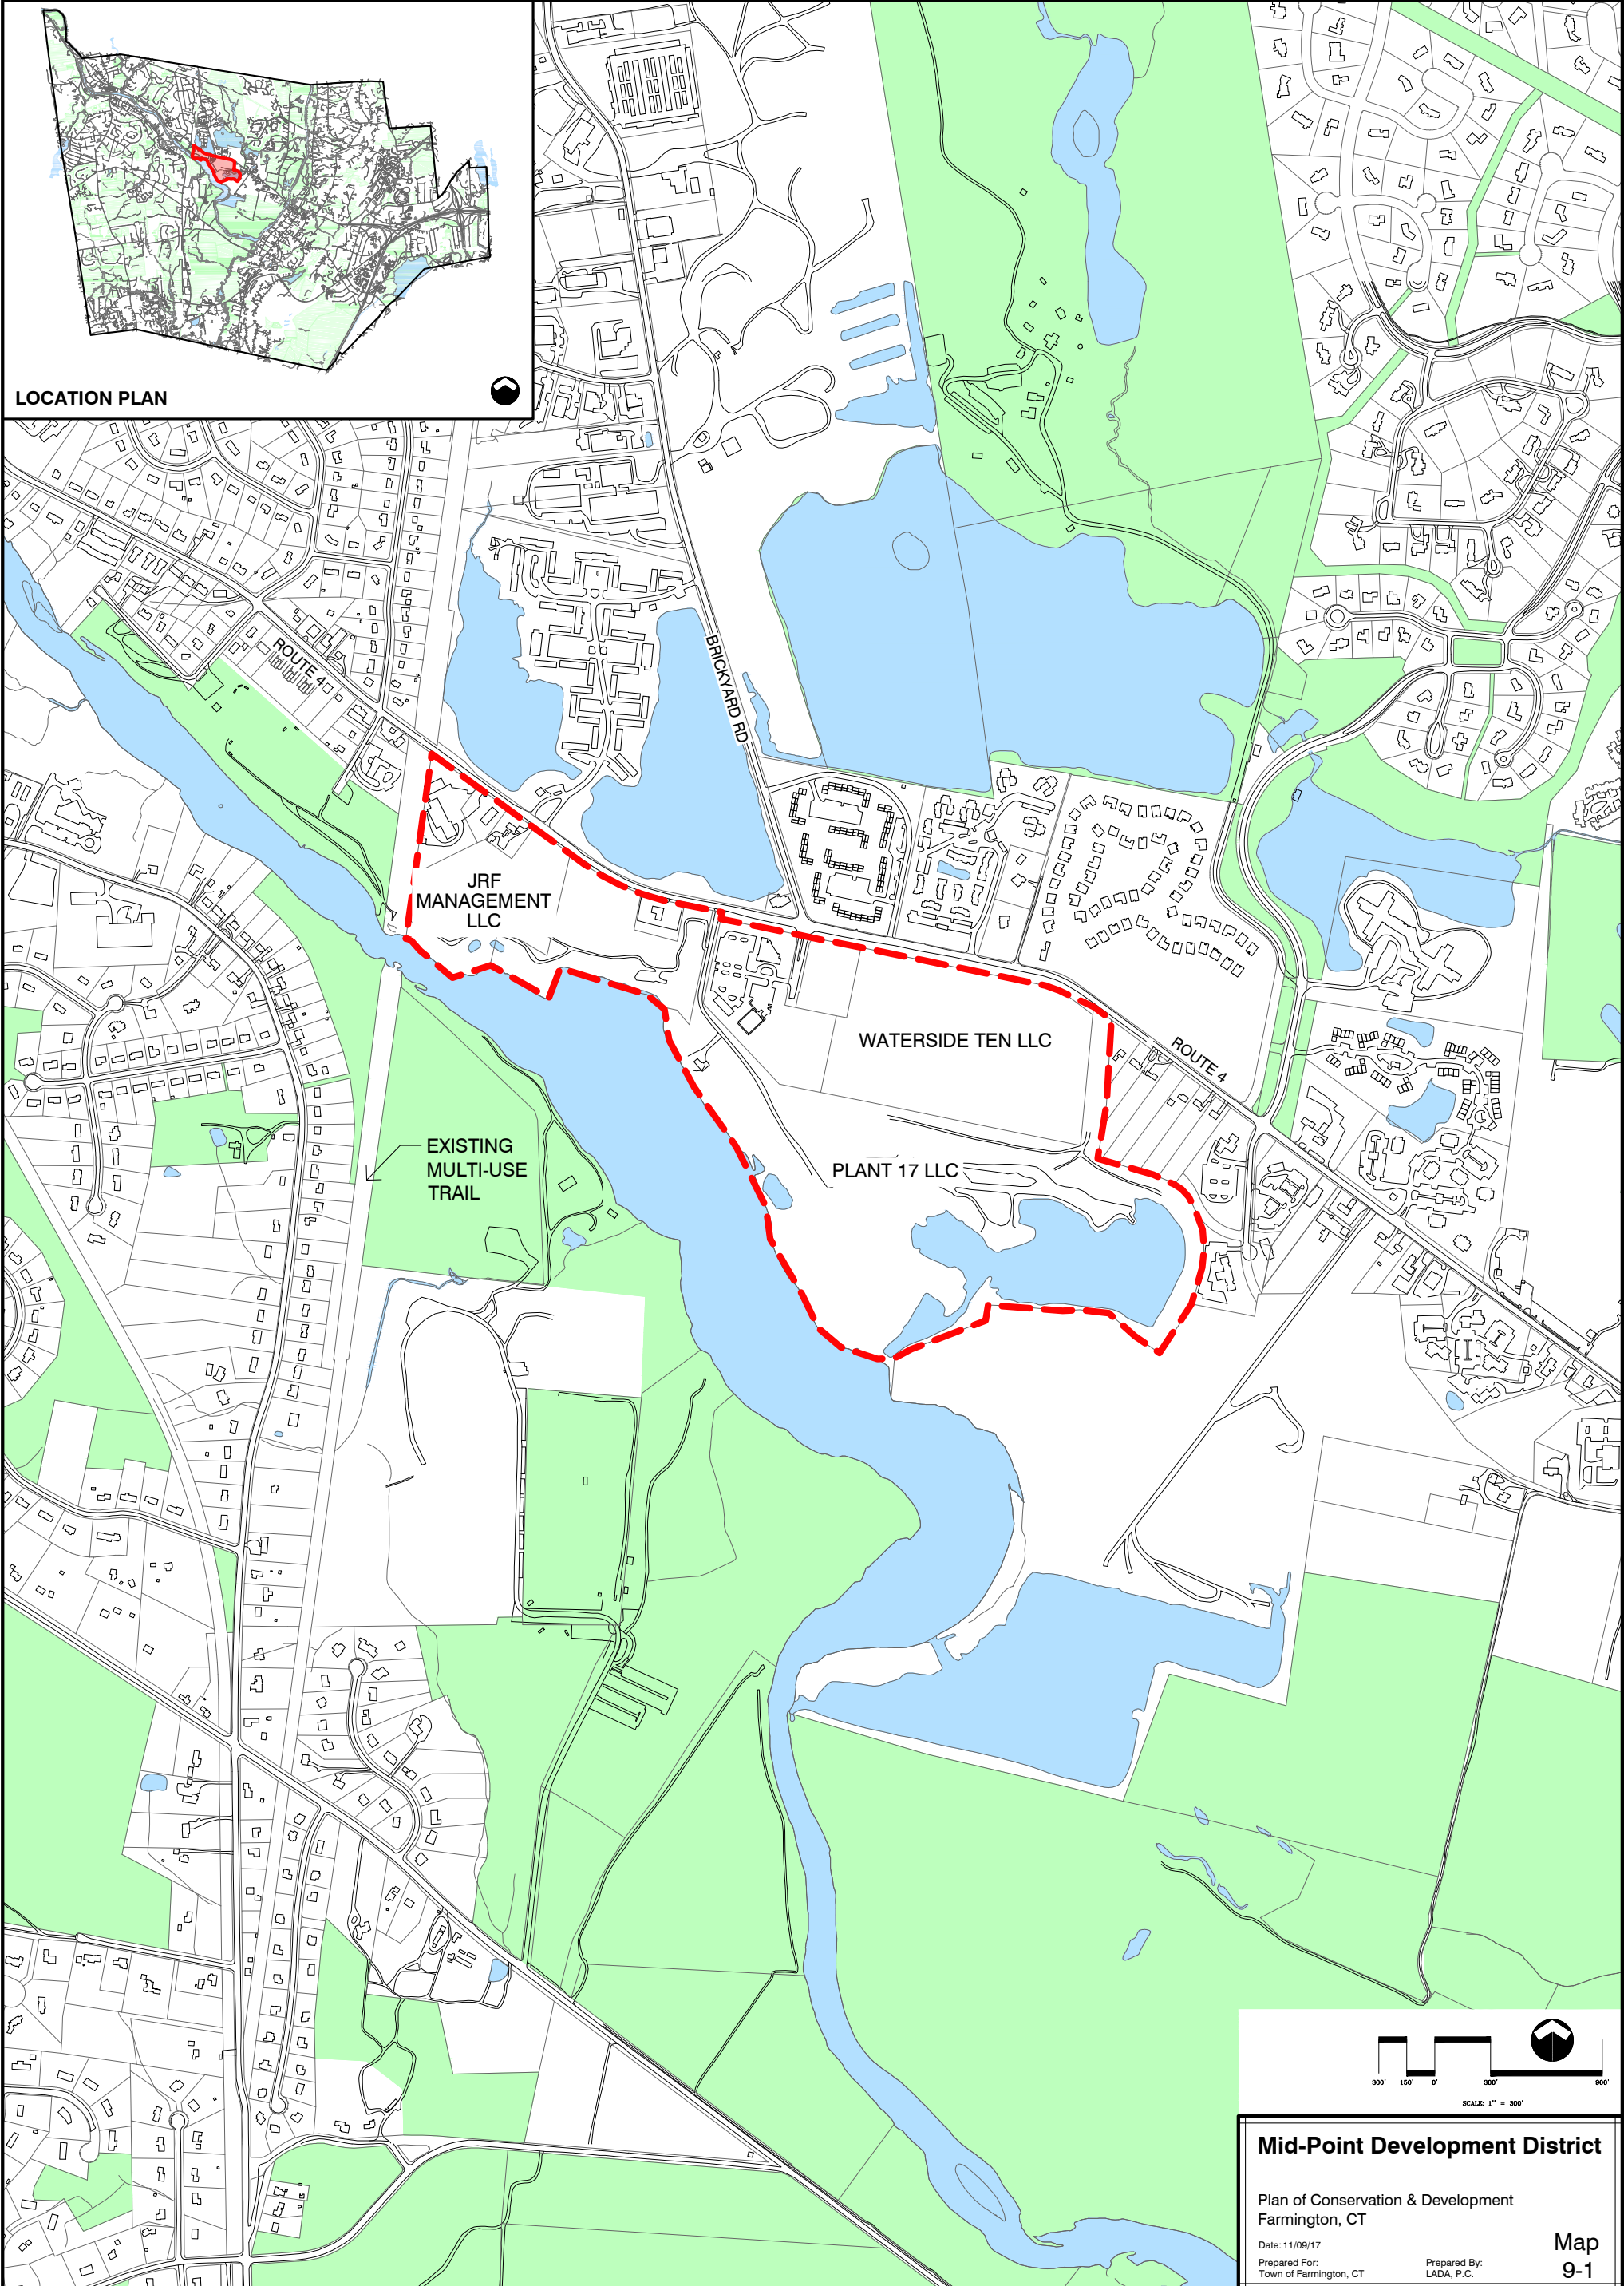 LOCATION PLAN
ROUTE 4
BRICKYARD RD
JRF
MANAGEMENT
LLC
WATERSIDE TEN LLC
ROUTE 4
EXISTING
MULTI-USE
TRAIL
PLANT 17 LLC
300' 150' 0' 300' 900'
SCALE: 1" = 300'
Mid-Point Development District
Plan of Conservation & Development
Farmington, CT
Date: 11/09/17
Map
9-1
Prepared For:
Town of Farmington, CT
Prepared By:
LADA, P.C.